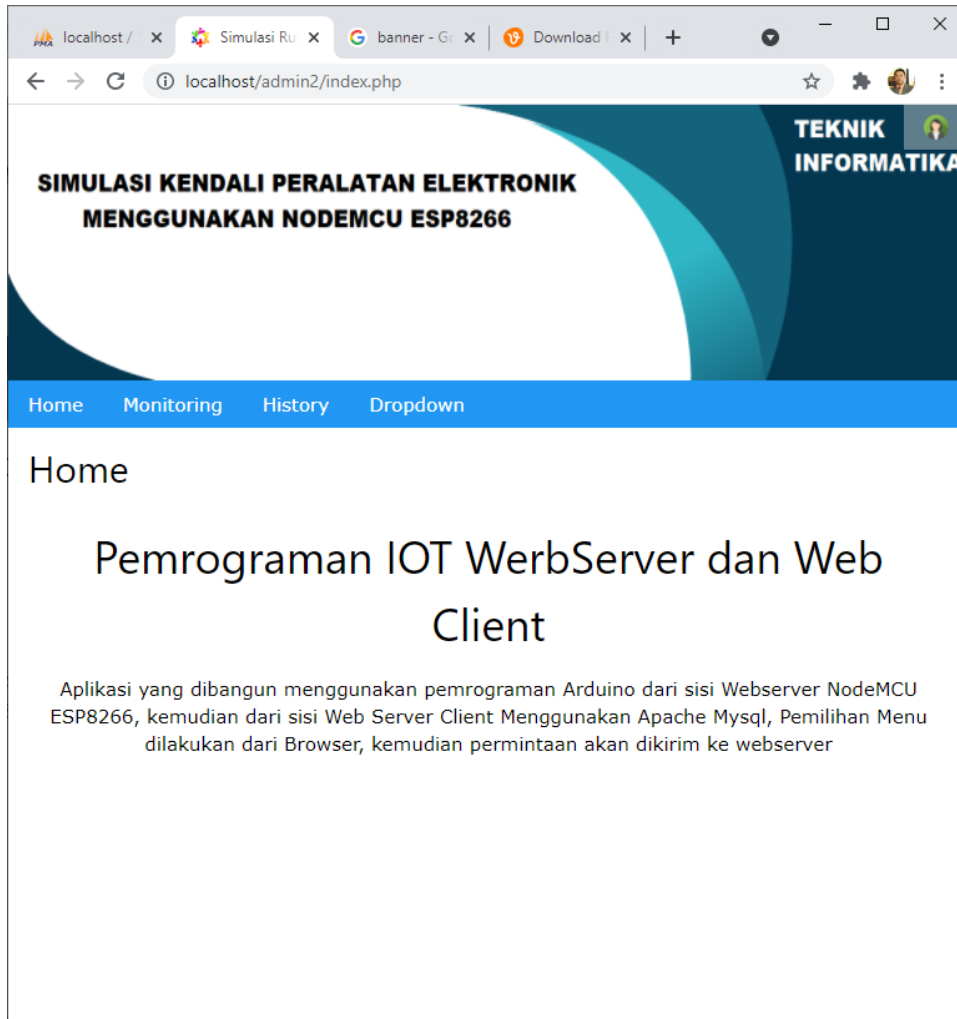 PMA localhost /
Simulasi Ru
banner - Go
Download
localhost/admin2/index.php
TEKNIK
INFORMATIKA
SIMULASI KENDALI PERALATAN ELEKTRONIK
MENGGUNAKAN NODEMCU ESP8266
Home Monitoring History Dropdown
Home
Pemrograman IOT WerbServer dan Web
Client
Aplikasi yang dibangun menggunakan pemrograman Arduino dari sisi Webserver NodeMCU
ESP8266, kemudian dari sisi Web Server Client Menggunakan Apache Mysql, Pemilihan Menu
dilakukan dari Browser, kemudian permintaan akan dikirim ke webserver